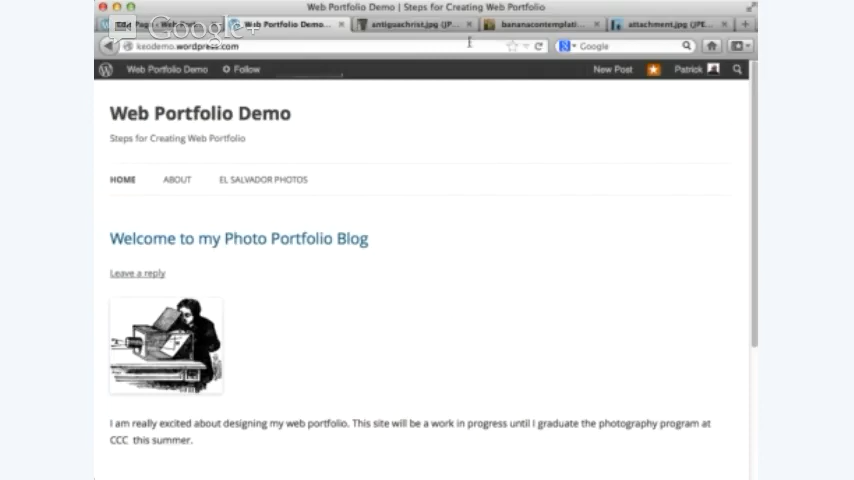 Web Portfolio Demo | Steps for Creating Web Portfolio
Google+
Web Portfolio Demo...
antiguachrist.jpg (JP...
bananacontemplati...
attachment.jpg (JPE...
keodemo.wordpress.com
Google
Web Portfolio Demo
Follow
New Post
Patrick
Web Portfolio Demo
Steps for Creating Web Portfolio
HOME
ABOUT
EL SALVADOR PHOTOS
Welcome to my Photo Portfolio Blog
Leave a reply
I am really excited about designing my web portfolio. This site will be a work in progress until I graduate the photography program at
CCC this summer.